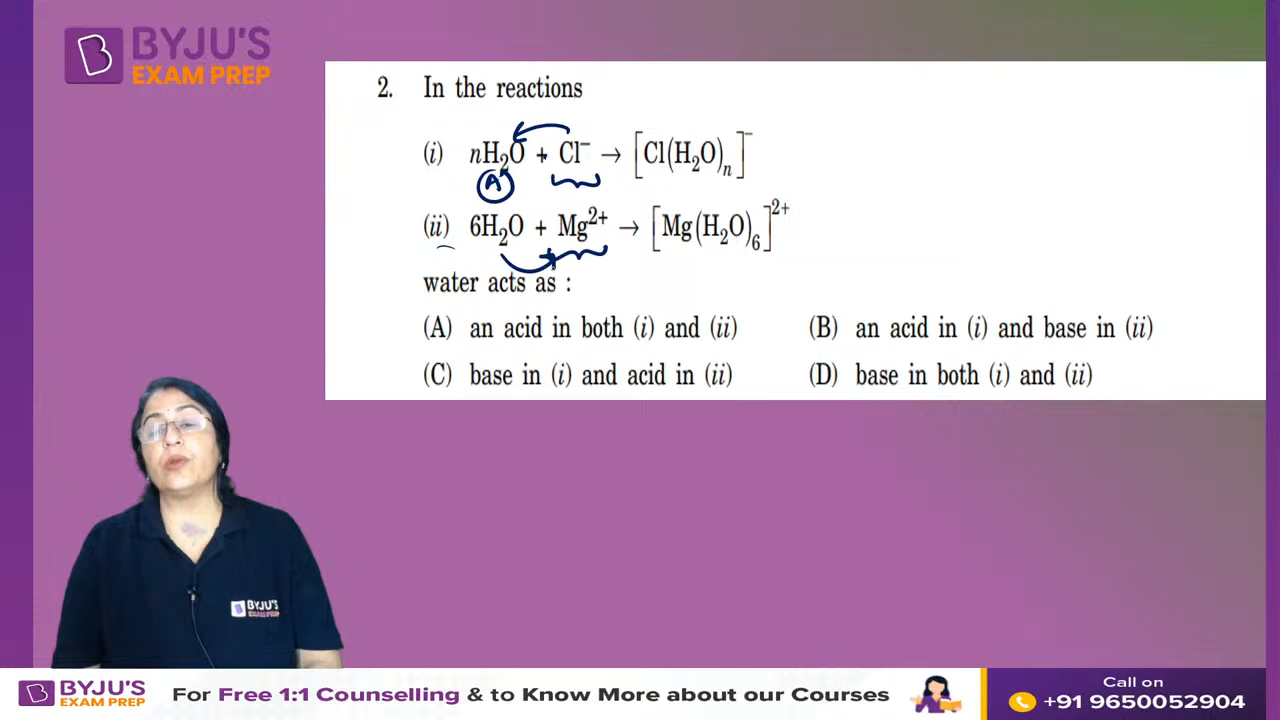 BYJU'S
EXAM PREP
2. In the reactions
(i) nH₂O + Cl⁻ → [Cl(H₂O)ₙ]⁻
A
(ii) 6H₂O + Mg²⁺ → [Mg(H₂O)₆]²⁺
water acts as :
(A) an acid in both (i) and (ii) (B) an acid in (i) and base in (ii)
(C) base in (i) and acid in (ii) (D) base in both (i) and (ii)
BYJU'S
EXAM PREP
BYJU'S
EXAM PREP
For Free 1:1 Counselling & to Know More about our Courses
Call on
+91 9650052904